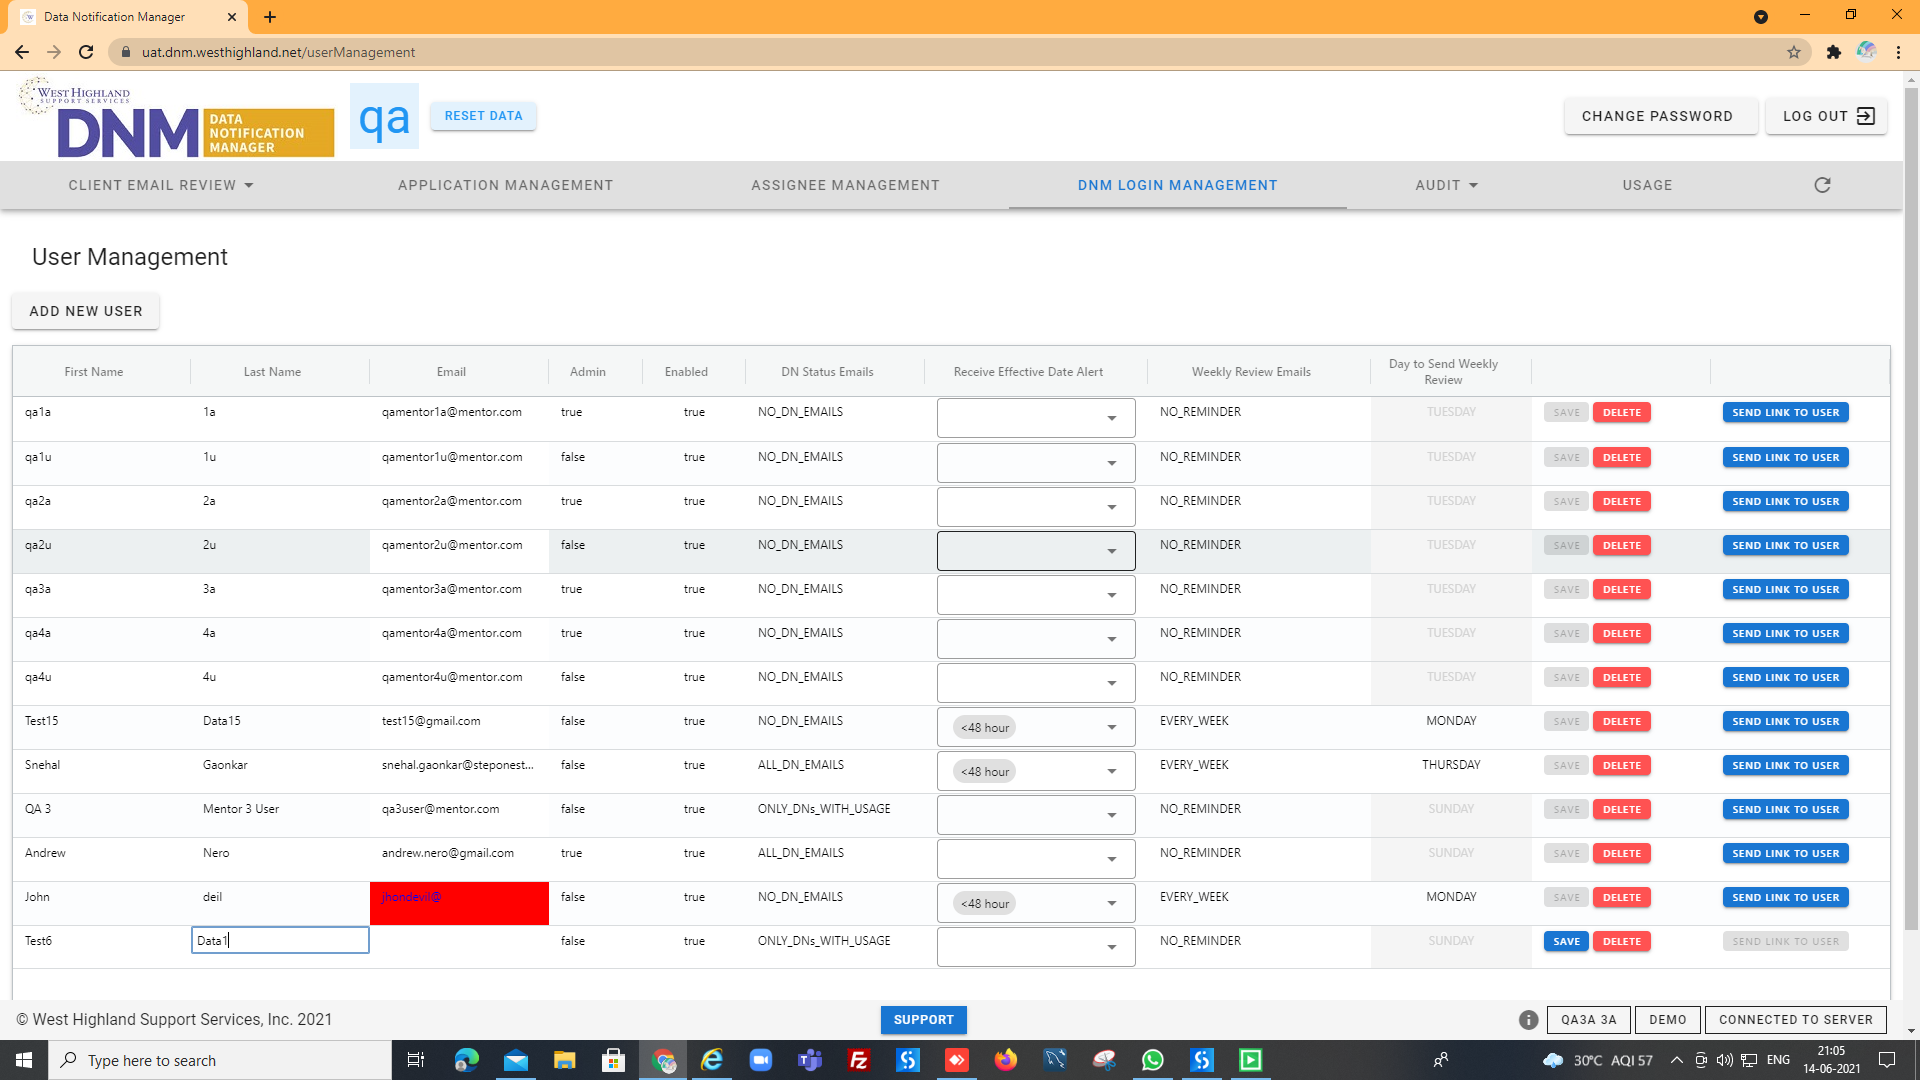 Data Notification Manager
uat.dnm.westhighland.net/userManagement
WEST HIGHLAND
SUPPORT SERVICES
DNM DATA NOTIFICATION MANAGER
qa
RESET DATA
CHANGE PASSWORD
LOG OUT
CLIENT EMAIL REVIEW APPLICATION MANAGEMENT ASSIGNEE MANAGEMENT DNM LOGIN MANAGEMENT AUDIT USAGE
User Management
ADD NEW USER
First Name Last Name Email Admin Enabled DN Status Emails Receive Effective Date Alert Weekly Review Emails Day to Send Weekly Review
qa1a 1a qamentor1a@mentor.com true true NO_DN_EMAILS NO_REMINDER TUESDAY SAVE DELETE SEND LINK TO USER
qa1u 1u qamentor1u@mentor.com false true NO_DN_EMAILS NO_REMINDER TUESDAY SAVE DELETE SEND LINK TO USER
qa2a 2a qamentor2a@mentor.com true true NO_DN_EMAILS NO_REMINDER TUESDAY SAVE DELETE SEND LINK TO USER
qa2u 2u qamentor2u@mentor.com false true NO_DN_EMAILS NO_REMINDER TUESDAY SAVE DELETE SEND LINK TO USER
qa3a 3a qamentor3a@mentor.com true true NO_DN_EMAILS NO_REMINDER TUESDAY SAVE DELETE SEND LINK TO USER
qa4a 4a qamentor4a@mentor.com true true NO_DN_EMAILS NO_REMINDER TUESDAY SAVE DELETE SEND LINK TO USER
qa4u 4u qamentor4u@mentor.com false true NO_DN_EMAILS NO_REMINDER TUESDAY SAVE DELETE SEND LINK TO USER
Test15 Data15 test15@gmail.com false true NO_DN_EMAILS <48 hour EVERY_WEEK MONDAY SAVE DELETE SEND LINK TO USER
Snehal Gaonkar snehal.gaonkar@steponest... false true ALL_DN_EMAILS <48 hour EVERY_WEEK THURSDAY SAVE DELETE SEND LINK TO USER
QA 3 Mentor 3 User qa3user@mentor.com false true ONLY_DNs_WITH_USAGE NO_REMINDER SUNDAY SAVE DELETE SEND LINK TO USER
Andrew Nero andrew.nero@gmail.com true true ALL_DN_EMAILS NO_REMINDER SUNDAY SAVE DELETE SEND LINK TO USER
John deil jhondevil@ false true NO_DN_EMAILS <48 hour EVERY_WEEK MONDAY SAVE DELETE SEND LINK TO USER
Test6 Data1 false true ONLY_DNs_WITH_USAGE NO_REMINDER SUNDAY SAVE DELETE SEND LINK TO USER
© West Highland Support Services, Inc. 2021
SUPPORT
QA3A 3A
DEMO
CONNECTED TO SERVER
Type here to search
30°C AQI 57
ENG
21:05
14-06-2021